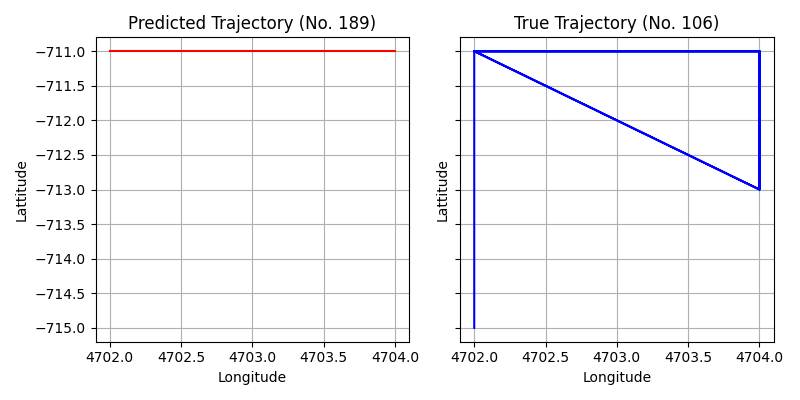 Predicted Trajectory (No. 189)
−711.0
−711.5
−712.0
−712.5
−713.0
−713.5
−714.0
−714.5
−715.0
Lattitude
4702.0 4702.5 4703.0 4703.5 4704.0
Longitude
True Trajectory (No. 106)
Lattitude
4702.0 4702.5 4703.0 4703.5 4704.0
Longitude